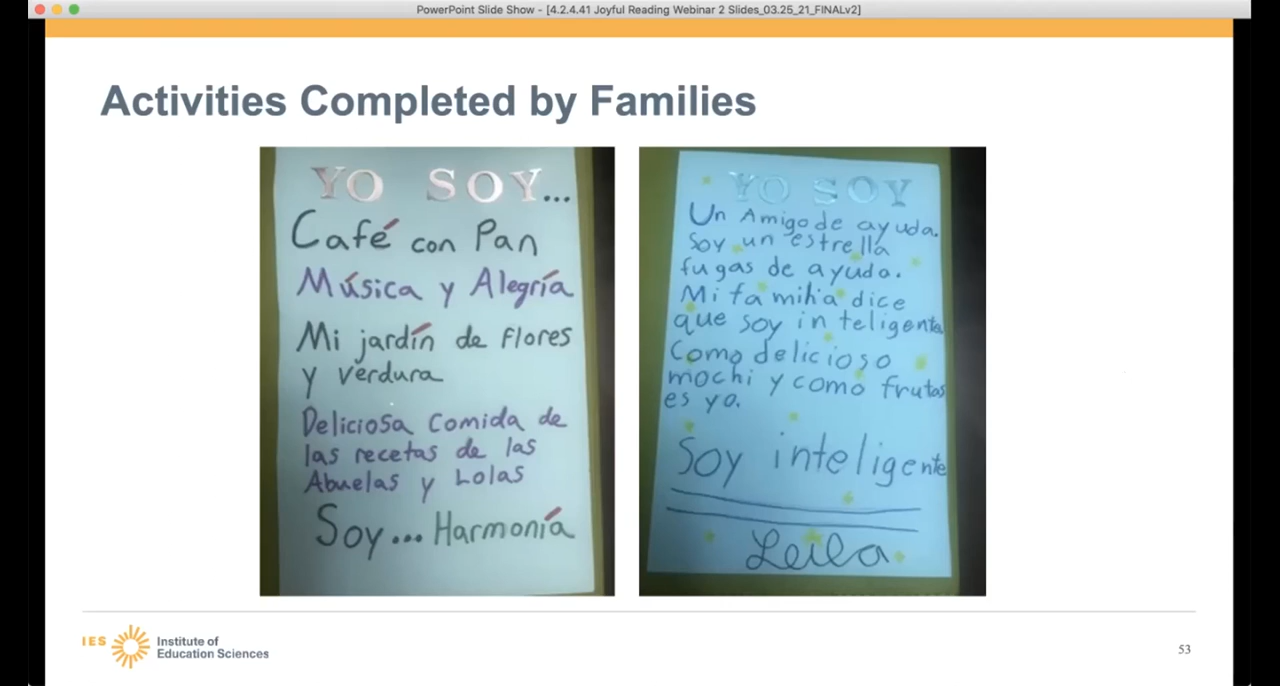 PowerPoint Slide Show - [4.2.4.41 Joyful Reading Webinar 2 Slides_03.25_21_FINALv2]
Activities Completed by Families
YO SOY...
Café con Pan
Música y Alegría
Mi jardín de Flores
y verdura
Deliciosa comida de
las recetas de las
Abuelas y Lolas
Soy... Harmonía
YO SOY
Un Amigo de ayuda.
Soy un estrella
fugas de ayuda.
Mi familia dice
que soy inteligente
Como delicioso
mochi y como frutas
es yo.
Soy inteligente
Leila
IES Institute of
Education Sciences
53